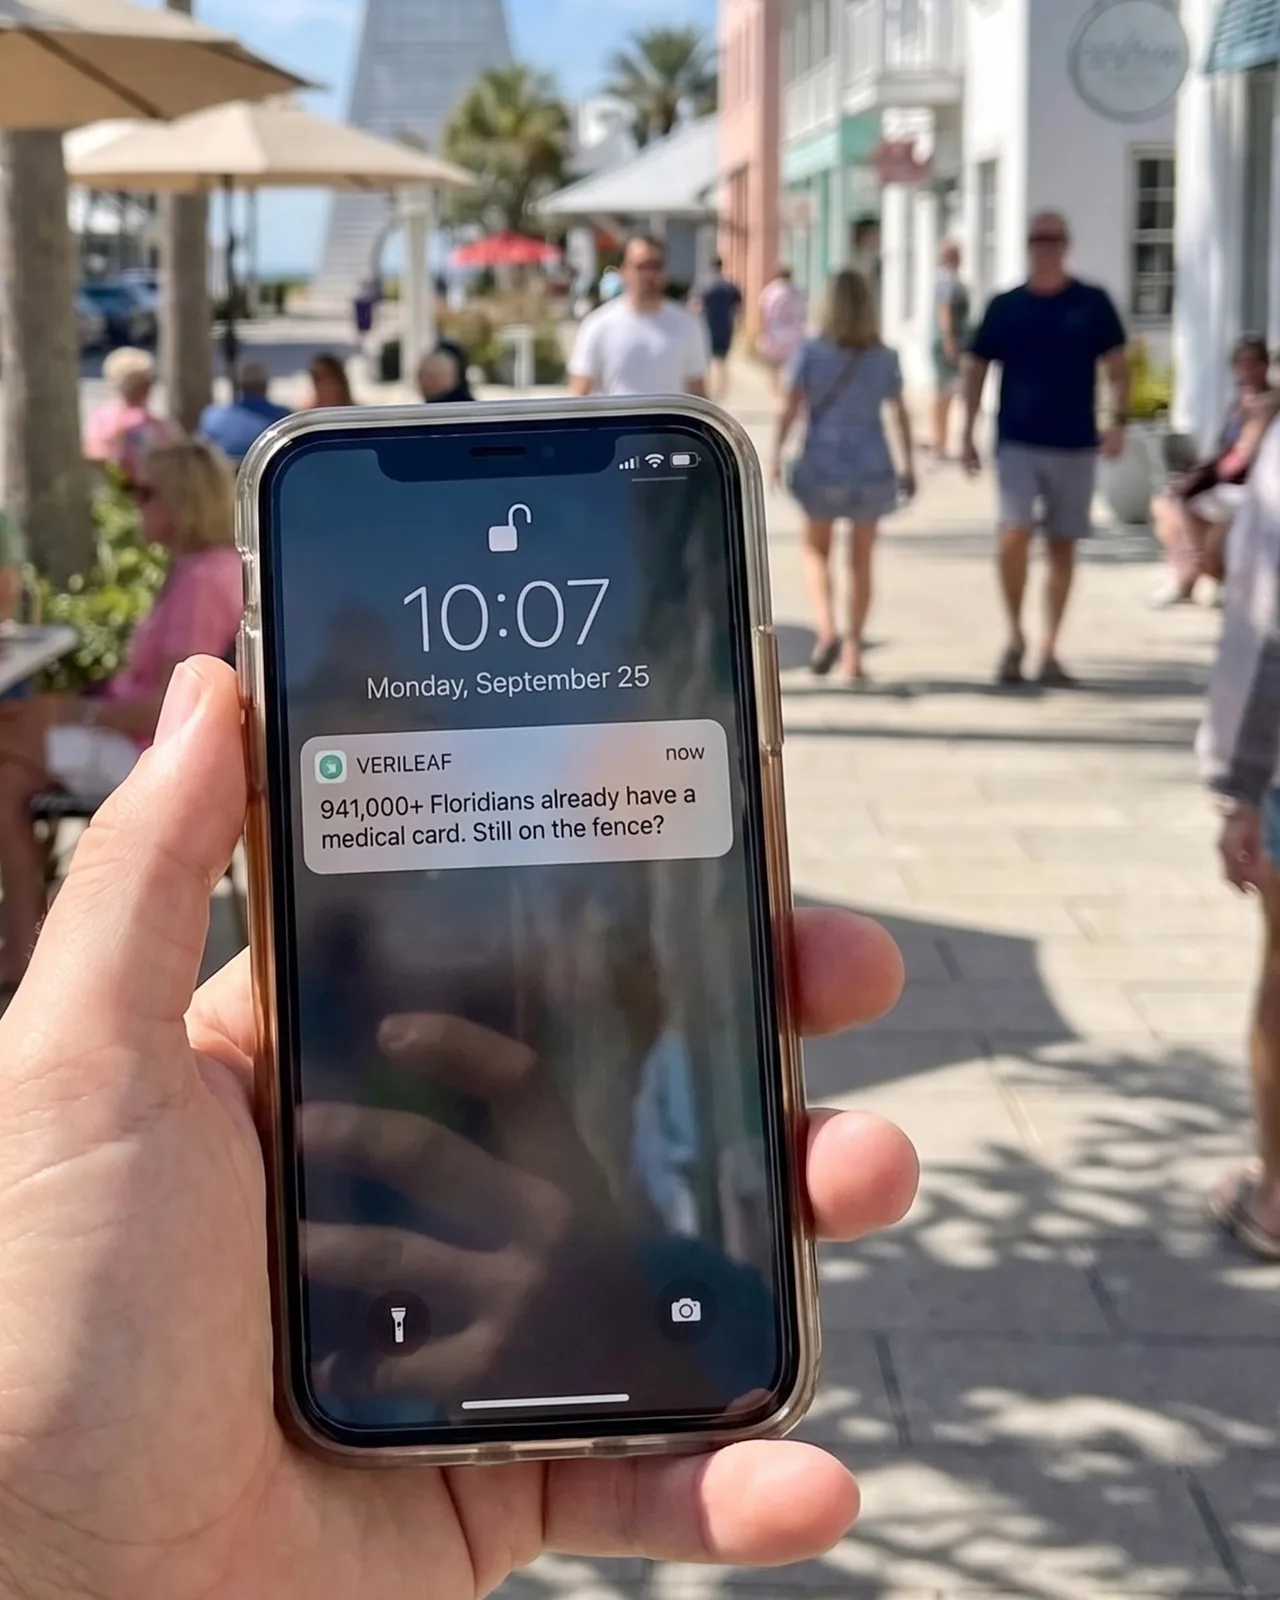 10:07
Monday, September 25
VERILEAF
now
941,000+ Floridians already have a
medical card. Still on the fence?